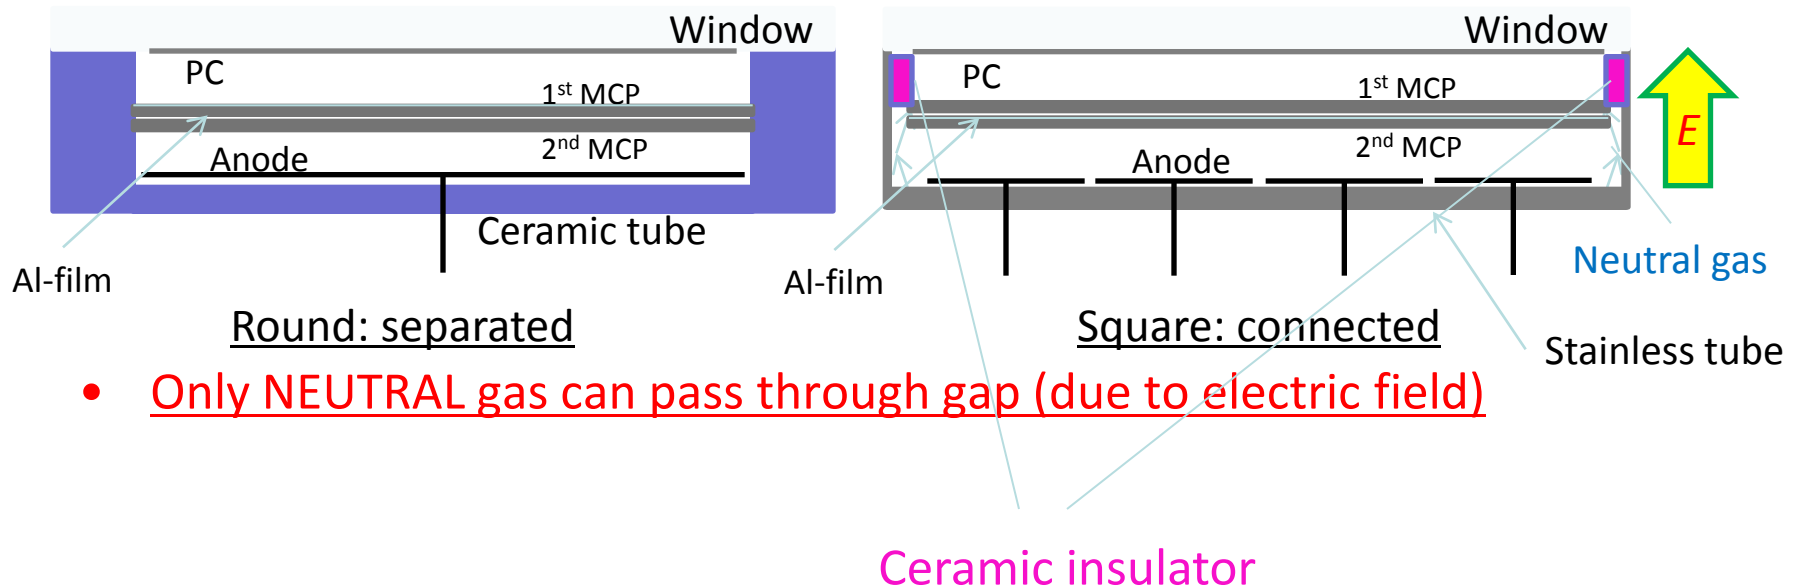 Window
PC
1st MCP
2nd MCP
Anode
Ceramic tube
Al-film
Round: separated
Window
PC
1st MCP
2nd MCP
Anode
E
Neutral gas
Al-film
Square: connected
Stainless tube
• Only NEUTRAL gas can pass through gap (due to electric field)
Ceramic insulator